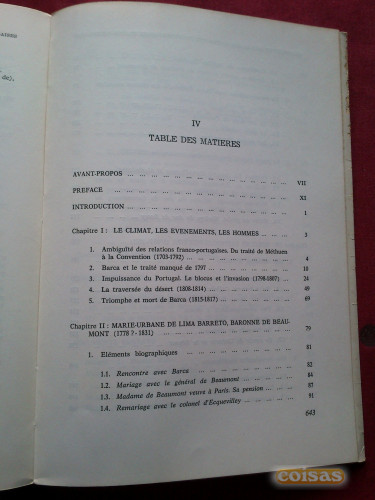 AISONS
de).
IV
TABLE DES MATIERES
AVANT-PROPOS ... ... ... ... ... ... ... ... ... ... ... VII
PREFACE ... ... ... ... ... ... ... ... ... ... ... ... XI
INTRODUCTION ... ... ... ... ... ... ... ... ... ... ... 1
Chapitre I : LE CLIMAT, LES EVENEMENTS, LES HOMMES ... 3
1. Ambiguïté des relations franco-portugaises. Du traité de Méthuen
à la Convention (1703-1792) ... ... ... ... ... ... ... 4
2. Barca et le traité manqué de 1797 ... ... ... ... ... 18
3. Impuissance du Portugal. Le blocus et l'invasion (1798-1807) ... 24
4. La traversée du désert (1808-1814) ... ... ... ... ... 49
5. Triomphe et mort de Barca (1815-1817) ... ... ... ... 69
Chapitre II : MARIE-URBANE DE LIMA BARRETO, BARONNE DE BEAU-
MONT (1778 ? - 1831) ... ... ... ... ... ... ... ... 79
1. Eléments biographiques ... ... ... ... ... ... ... 81
1.1. Rencontre avec Barca ... ... ... ... ... ... 82
1.2. Mariage avec le général de Beaumont ... ... ... 84
1.3. Madame de Beaumont veuve à Paris. Sa pension ... 87
1.4. Remariage avec le colonel d'Ecquevilley ... ... 91
643
coisas